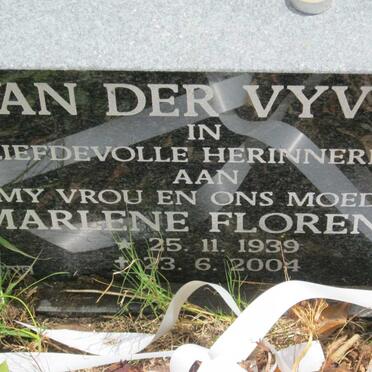 AN DER VYV
IN
LIEFDEVOLLE HERINNERI
AAN
MY VROU EN ONS MOED
MARLENE FLOREN
* 25. 11. 1939
† 23. 6. 2004